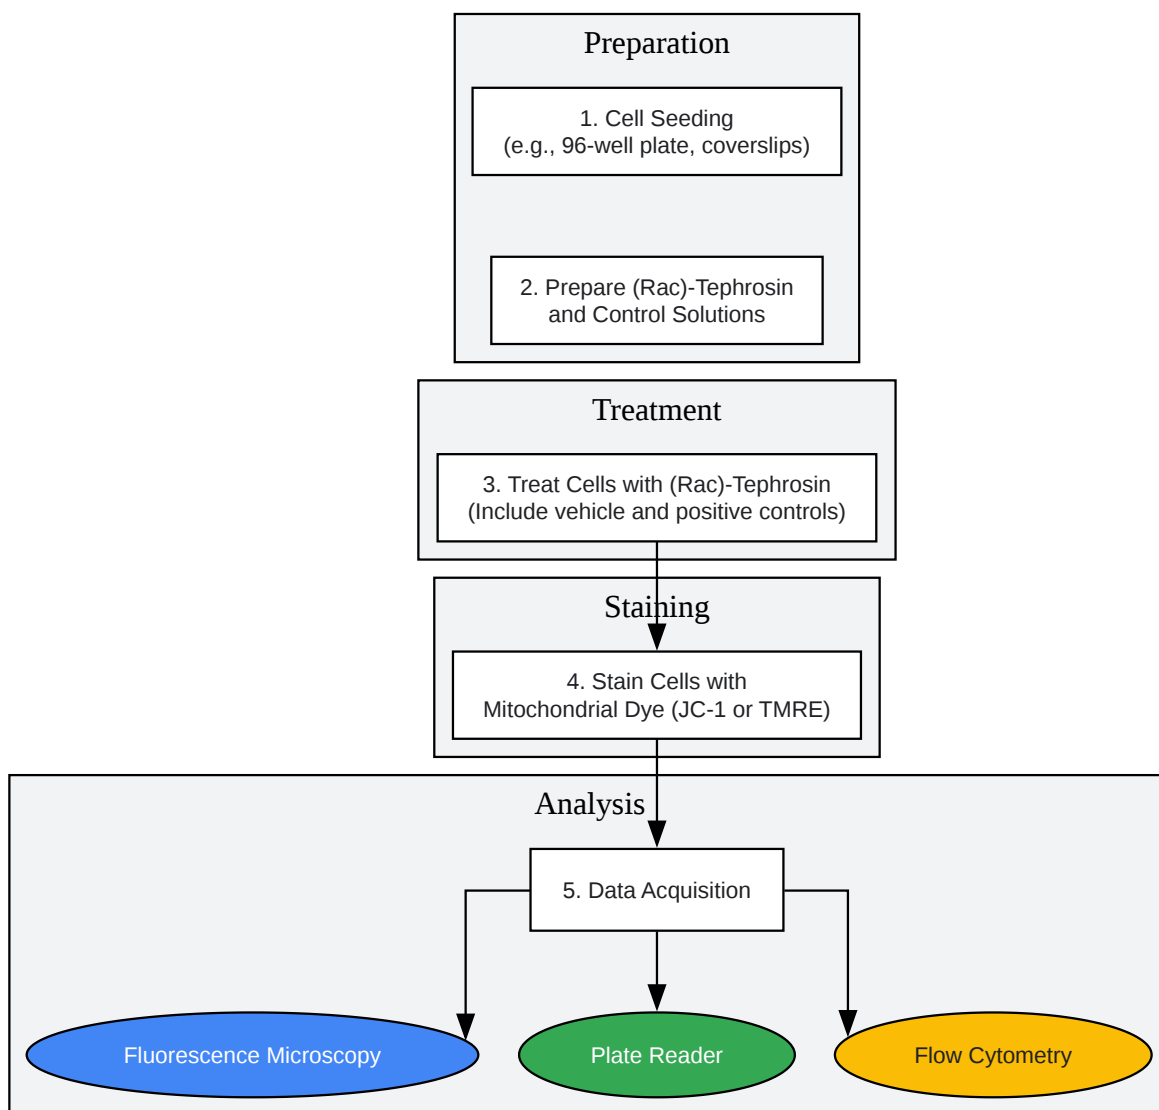 Preparation
1. Cell Seeding
(e.g., 96-well plate, coverslips)
2. Prepare (Rac)-Tephrosin
and Control Solutions
Treatment
3. Treat Cells with (Rac)-Tephrosin
(Include vehicle and positive controls)
Staining
4. Stain Cells with
Mitochondrial Dye (JC-1 or TMRE)
Analysis
5. Data Acquisition
Fluorescence Microscopy
Plate Reader
Flow Cytometry